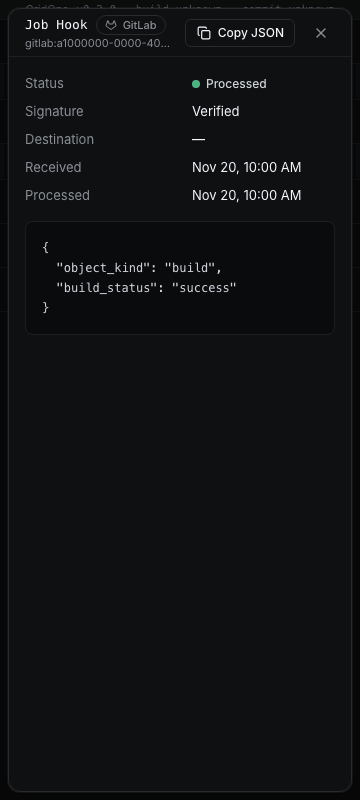 Job Hook GitLab
gitlab:a1000000-0000-40...
Copy JSON
Status Processed
Signature Verified
Destination —
Received Nov 20, 10:00 AM
Processed Nov 20, 10:00 AM
{
  "object_kind": "build",
  "build_status": "success"
}